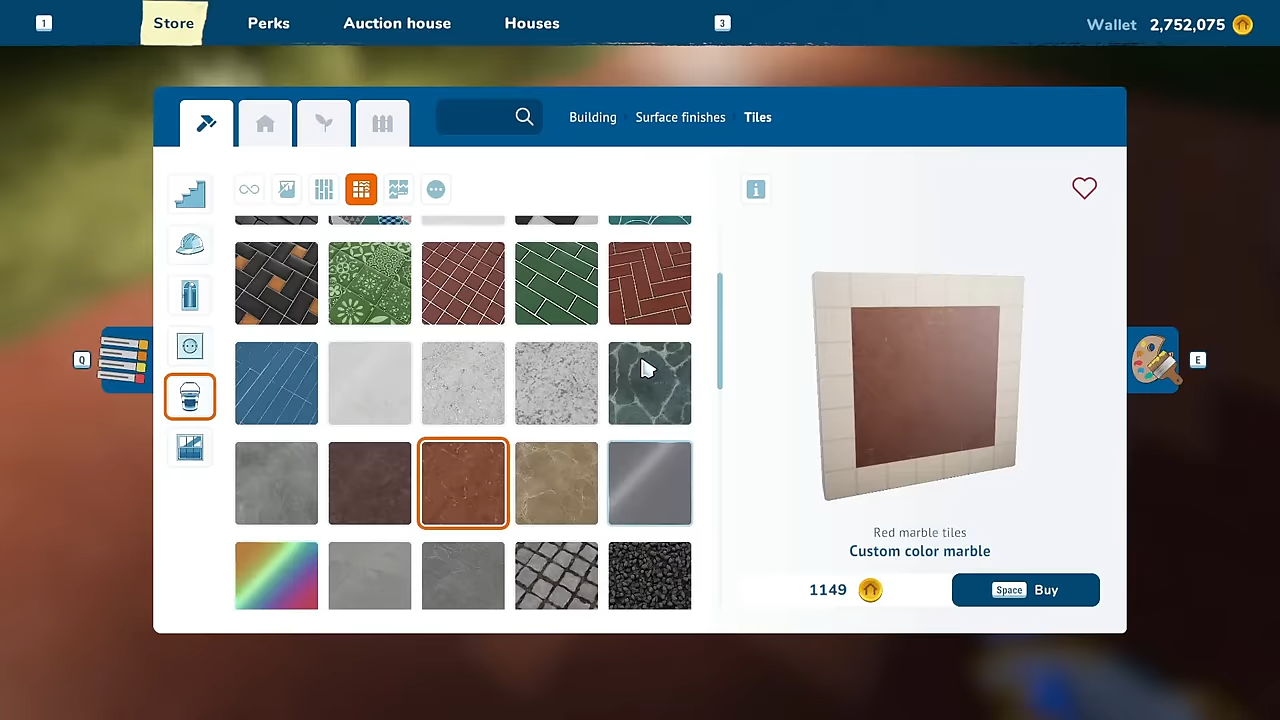 1
Store
Perks
Auction house
Houses
3
Wallet 2,752,075
Building
Surface finishes
Tiles
Q
E
Red marble tiles
Custom color marble
1149
Space Buy